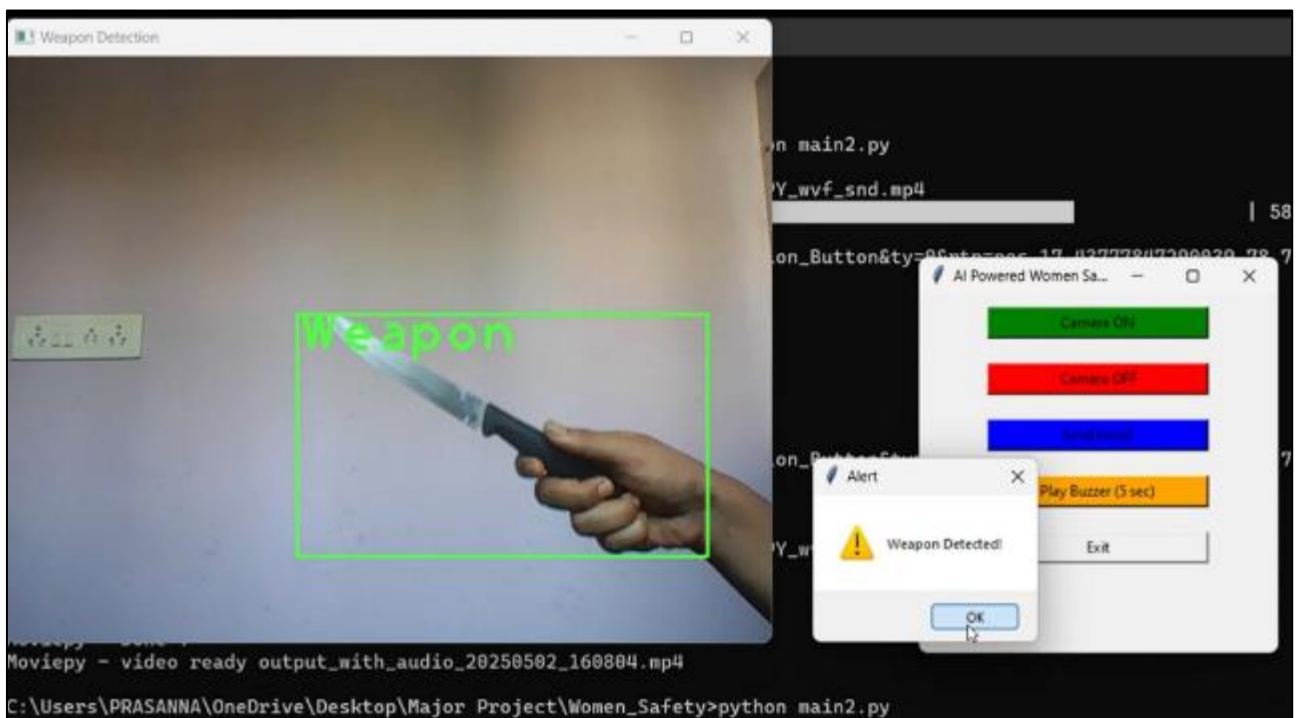 Weapon Detection
Weapon
on main2.py
PY_wvf_snd.mp4
| 58
on_Button&ty=
AI Powered Women Sa...
Camera ON
Camera OFF
Play Buzzer (5 sec)
Exit
Alert
Weapon Detected!
OK
Moviepy - video ready output_with_audio_20250502_160804.mp4
C:\Users\PRASANNA\OneDrive\Desktop\Major Project\Women_Safety>python main2.py